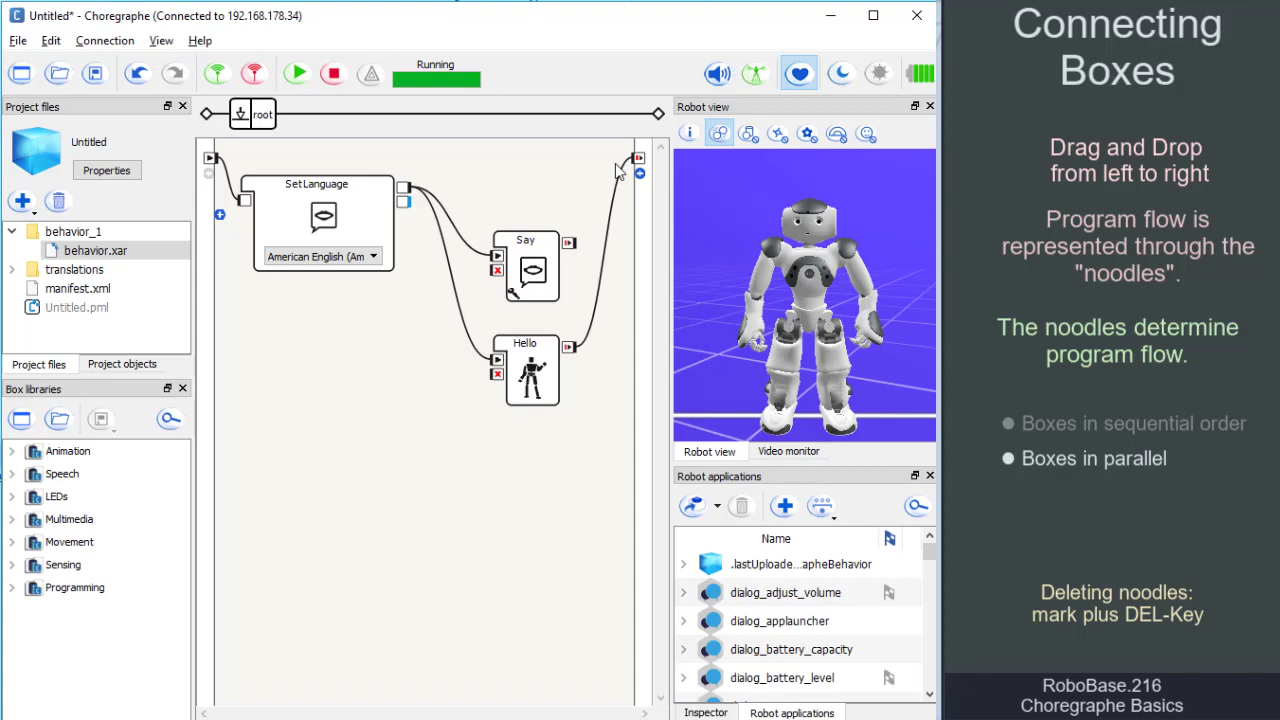 Untitled* - Choregraphe (Connected to 192.168.178.34)
File Edit Connection View Help
Running
Project files
root
Robot view
Untitled
Properties
behavior_1
behavior.xar
translations
manifest.xml
Untitled.pml
Project files Project objects
Box libraries
Animation
Speech
LEDs
Multimedia
Movement
Sensing
Programming
SetLanguage
American English (Am
Say
Hello
Robot view Video monitor
Robot applications
Name
.lastUploade...apheBehavior
dialog_adjust_volume
dialog_applauncher
dialog_battery_capacity
dialog_battery_level
Inspector Robot applications
Connecting
Boxes
Drag and Drop
from left to right
Program flow is
represented through the
"noodles".
The noodles determine
program flow.
Boxes in sequential order
Boxes in parallel
Deleting noodles:
mark plus DEL-Key
RoboBase.216
Choregraphe Basics